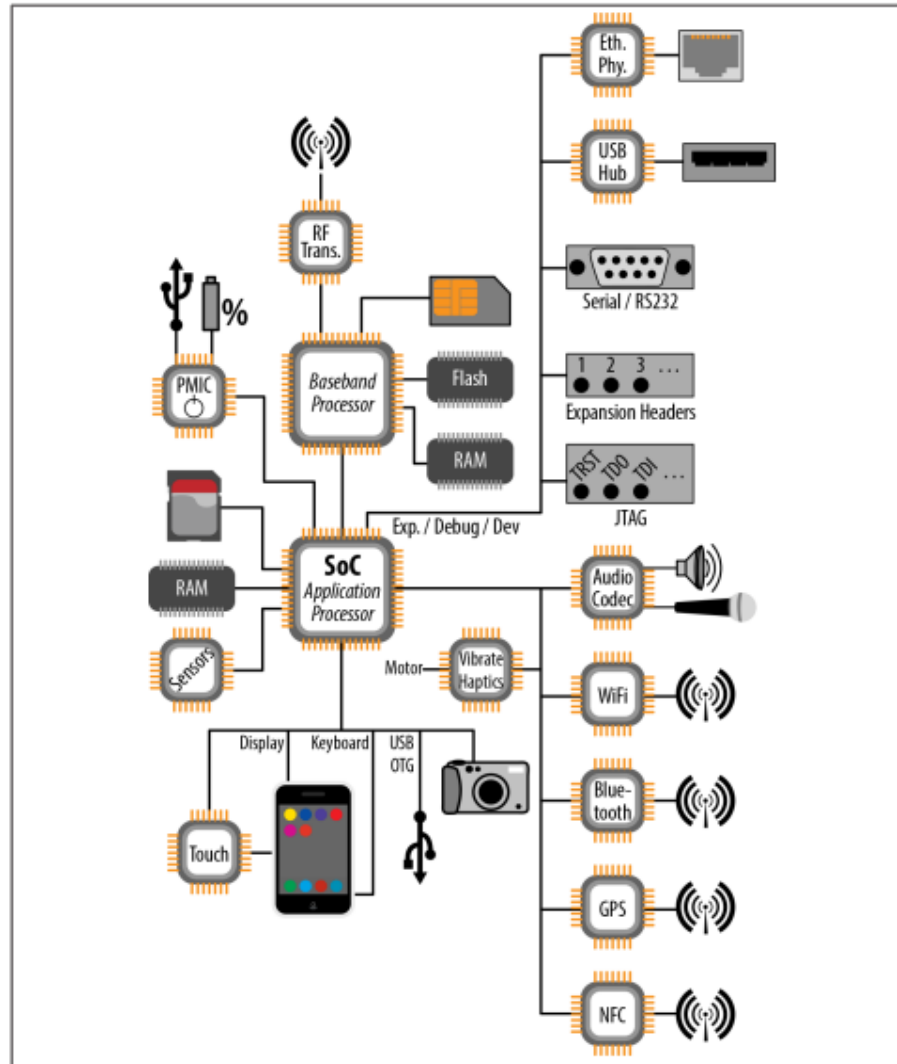 Eth.
Phy.
USB
Hub
RF
Trans.
Serial / RS232
%
PMIC
Baseband
Processor
Flash
1 2 3 ...
Expansion Headers
RAM
TRST TDO TDI ...
JTAG
Exp. / Debug / Dev
SoC
Application
Processor
RAM
Audio
Codec
Sensors
Motor
Vibrate
Haptics
WiFi
Display
Keyboard
USB
OTG
Blue-
tooth
Touch
GPS
NFC